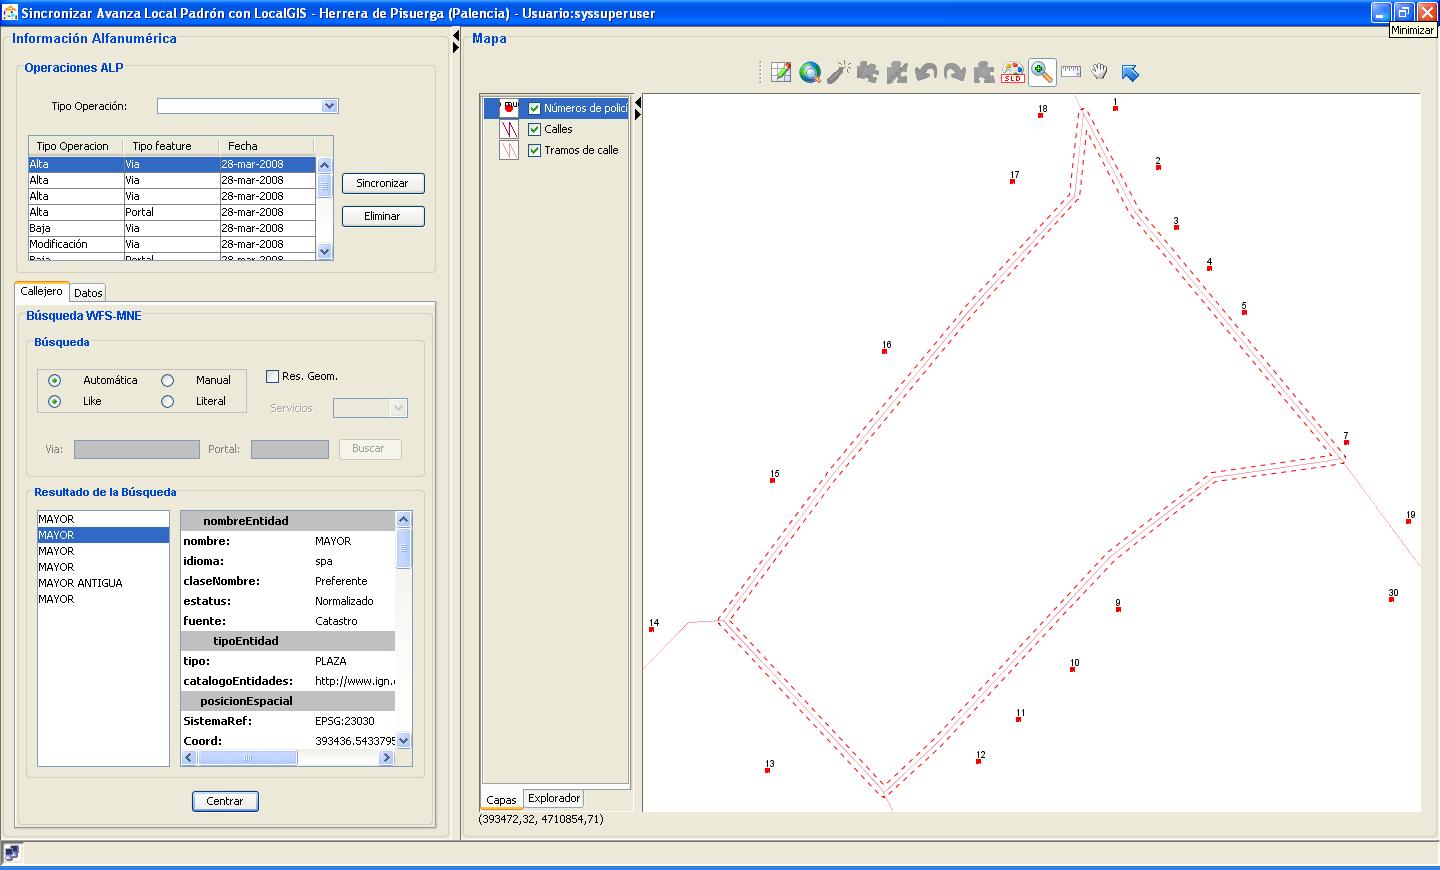 Sincronizar Avanza Local Padrón con LocalGIS - Herrera de Pisuerga (Palencia) - Usuario:syssuperuser
Minimizar
Información Alfanumérica
Operaciones ALP
Tipo Operación:
Tipo Operacion Tipo feature Fecha
Alta Via 28-mar-2008
Alta Via 28-mar-2008
Alta Via 28-mar-2008
Alta Portal 28-mar-2008
Baja Via 28-mar-2008
Modificación Via 28-mar-2008
Baja Portal 28-mar-2008
Sincronizar
Eliminar
Callejero Datos
Búsqueda WFS-MNE
Búsqueda
Automática Manual
Like Literal
Res. Geom.
Servicios
Via: Portal: Buscar
Resultado de la Búsqueda
MAYOR
MAYOR
MAYOR
MAYOR
MAYOR ANTIGUA
MAYOR
nombreEntidad
nombre: MAYOR
idioma: spa
claseNombre: Preferente
estatus: Normalizado
fuente: Catastro
tipoEntidad
tipo: PLAZA
catalogoEntidades: http://www.ign.
posicionEspacial
SistemaRef: EPSG:23030
Coord: 393436.5433795
Centrar
Mapa
SLD
Números de polici
Calles
Tramos de calle
Capas Explorador
(393472,32, 4710854,71)
18
1
2
17
3
4
5
16
7
15
19
30
9
14
10
11
12
13